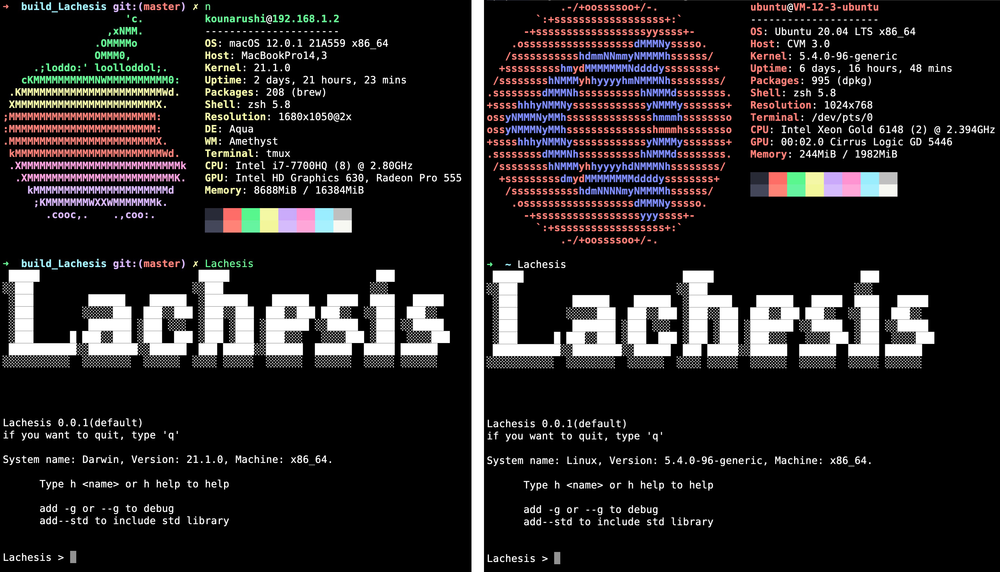 ➜  build_Lachesis git:(master) ✗ n
                    'c.          kounarushi@192.168.1.2
                 ,xNMM.          ----------------------
               .OMMMMo           OS: macOS 12.0.1 21A559 x86_64
               OMMM0,            Host: MacBookPro14,3
     .;loddo:' loolloddol;.      Kernel: 21.1.0
   cKMMMMMMMMMMNWMMMMMMMMMM0:    Uptime: 2 days, 21 hours, 23 mins
 .KMMMMMMMMMMMMMMMMMMMMMMMWd.    Packages: 208 (brew)
 XMMMMMMMMMMMMMMMMMMMMMMMX.      Shell: zsh 5.8
;MMMMMMMMMMMMMMMMMMMMMMMM:       Resolution: 1680x1050@2x
:MMMMMMMMMMMMMMMMMMMMMMMM:       DE: Aqua
.MMMMMMMMMMMMMMMMMMMMMMMMX.      WM: Amethyst
 kMMMMMMMMMMMMMMMMMMMMMMMMWd.    Terminal: tmux
 .XMMMMMMMMMMMMMMMMMMMMMMMMMMk   CPU: Intel i7-7700HQ (8) @ 2.80GHz
  .XMMMMMMMMMMMMMMMMMMMMMMMMK.   GPU: Intel HD Graphics 630, Radeon Pro 555
    kMMMMMMMMMMMMMMMMMMMMMMd     Memory: 8688MiB / 16384MiB
     ;KMMMMMMMWXXWMMMMMMMk.
       .cooc,.    .,coo:.
➜  build_Lachesis git:(master) ✗ Lachesis
Lachesis
Lachesis 0.0.1(default)
if you want to quit, type 'q'
System name: Darwin, Version: 21.1.0, Machine: x86_64.
Type h <name> or h help to help
add -g or --g to debug
add--std to include std library
Lachesis >
            .-/+oossssoo+/-.               ubuntu@VM-12-3-ubuntu
        `:+ssssssssssssssssss+:`           ---------------------
      -+ssssssssssssssssssyyssss+-         OS: Ubuntu 20.04 LTS x86_64
    .ossssssssssssssssssdMMMNysssso.       Host: CVM 3.0
   /ssssssssssshdmmNNmmyNMMMMhssssss/      Kernel: 5.4.0-96-generic
  +ssssssssshmydMMMMMMMNddddyssssssss+     Uptime: 6 days, 16 hours, 48 mins
 /sssssssshNMMMyhhyyyyhmNMMMNhssssssss/    Packages: 995 (dpkg)
.ssssssssdMMMNhsssssssssshNMMMdssssssss.   Shell: zsh 5.8
+sssshhhyNMMNyssssssssssssyNMMMysssssss+   Resolution: 1024x768
ossyNMMMNyMMhsssssssssssssshmmmhssssssso   Terminal: /dev/pts/0
ossyNMMMNyMMhsssssssssssssshmmmhssssssso   CPU: Intel Xeon Gold 6148 (2) @ 2.394GHz
+sssshhhyNMMNyssssssssssssyNMMMysssssss+   GPU: 00:02.0 Cirrus Logic GD 5446
.ssssssssdMMMNhsssssssssshNMMMdssssssss.   Memory: 244MiB / 1982MiB
 /sssssssshNMMMyhhyyyyhdNMMMNhssssssss/
  +sssssssssdmydMMMMMMMMddddyssssssss+
   /ssssssssssshdmNNNNmyNMMMMhssssss/
    .ossssssssssssssssssdMMMNysssso.
      -+sssssssssssssssssyyyssss+-
        `:+ssssssssssssssssss+:`
            .-/+oossssoo+/-.
➜  ~ Lachesis
Lachesis
Lachesis 0.0.1(default)
if you want to quit, type 'q'
System name: Linux, Version: 5.4.0-96-generic, Machine: x86_64.
Type h <name> or h help to help
add -g or --g to debug
add--std to include std library
Lachesis >